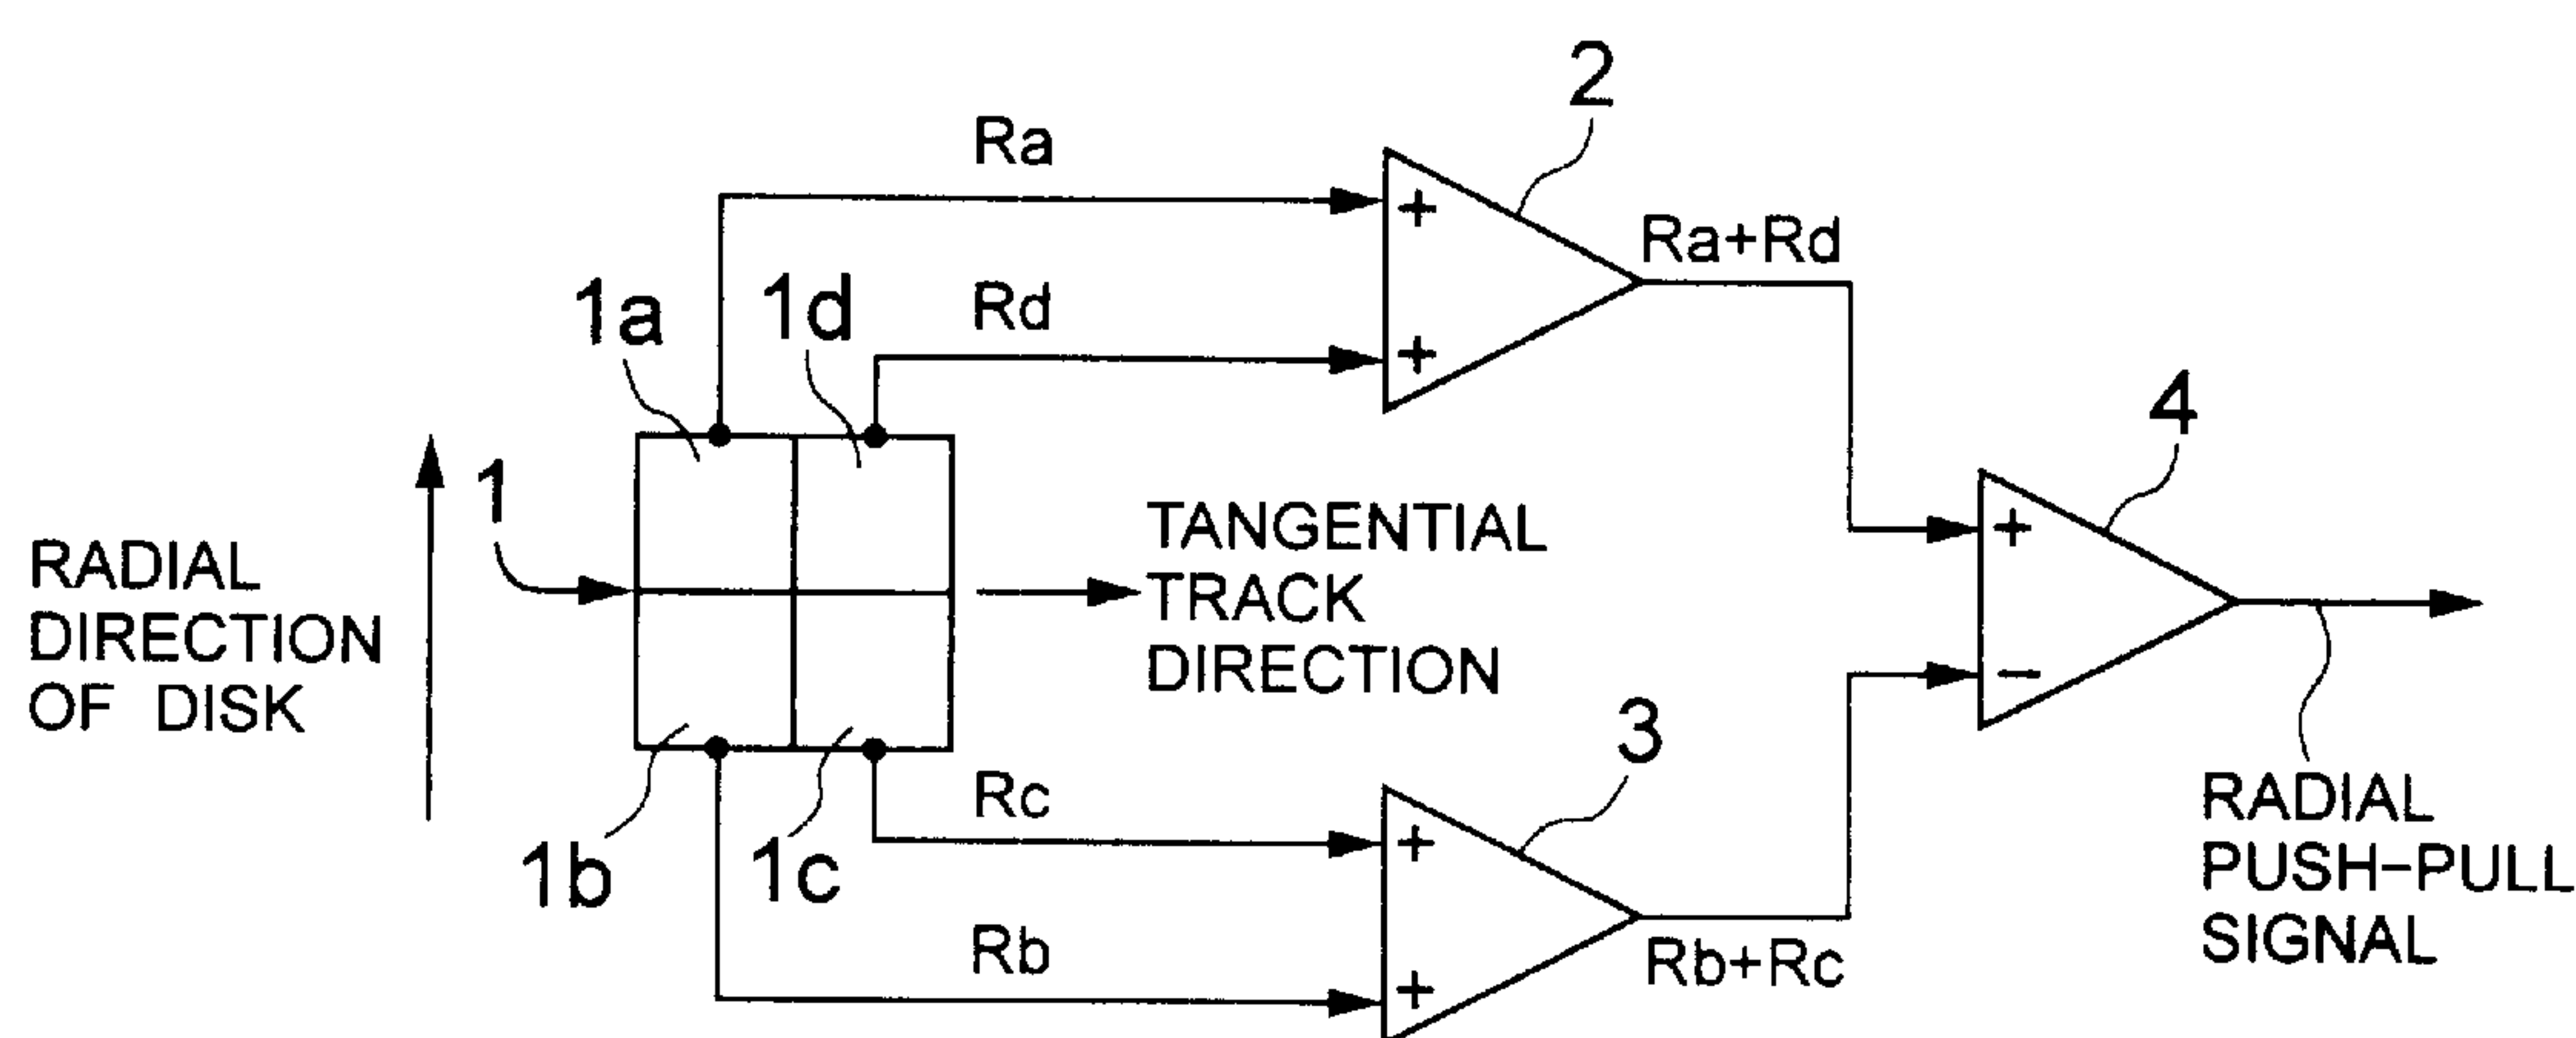 2
Ra
Ra+Rd
+
1a
1d
Rd
+
4
1
RADIAL
DIRECTION
OF DISK
TANGENTIAL
TRACK
DIRECTION
+
−
3
1b
1c
Rc
+
Rb
+
Rb+Rc
RADIAL
PUSH-PULL
SIGNAL